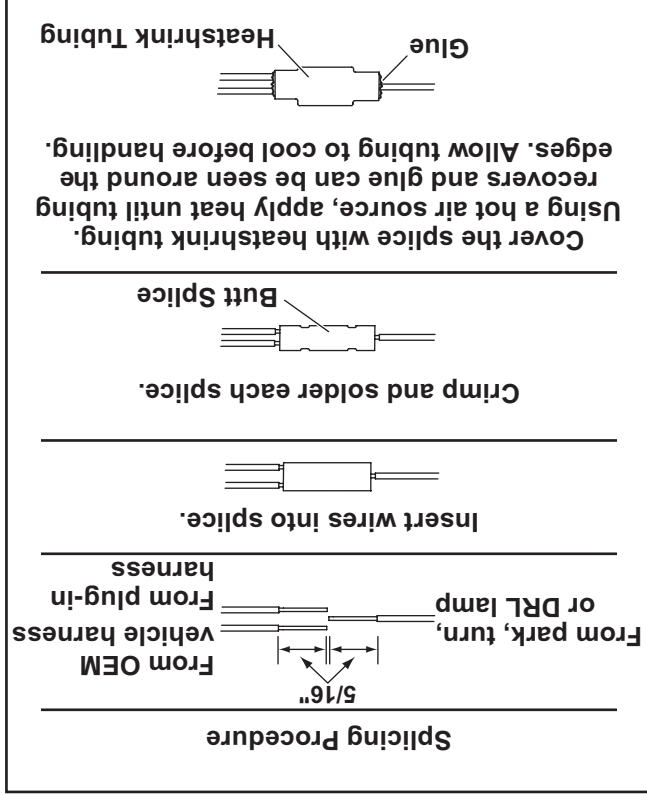 Splicing Procedure
5/16"
From park, turn,
or DRL lamp
From OEM
vehicle harness
From plug-in
harness
Insert wires into splice.
Crimp and solder each splice.
Butt Splice
Cover the splice with heatshrink tubing.
Using a hot air source, apply heat until tubing
recovers and glue can be seen around the
edges. Allow tubing to cool before handling.
Glue
Heatshrink Tubing